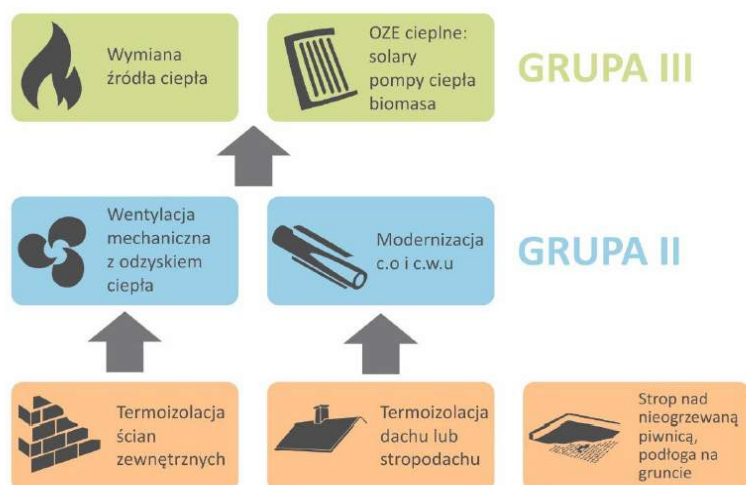 Wymiana
źródła ciepła
OZE cieplne:
solary
pompy ciepła
biomasa
GRUPA III
Wentylacja
mechaniczna
z odzyskiem
ciepła
Modernizacja
c.o i c.w.u
GRUPA II
Termoizolacja
ścian
zewnętrznych
Termoizolacja
dachu lub
stropodachu
Strop nad
nieogrzewaną
piwnicą,
podłoga na
gruncie